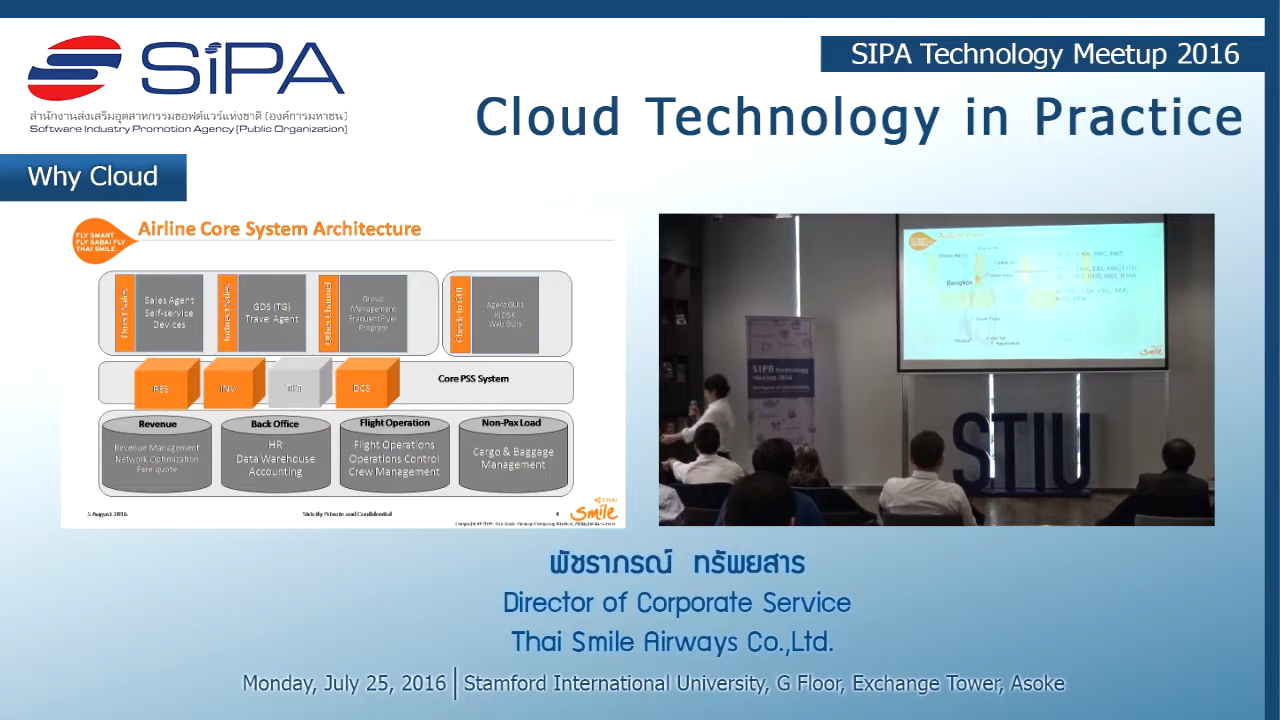 SiPA
สำนักงานส่งเสริมอุตสาหกรรมซอฟต์แวร์แห่งชาติ (องค์การมหาชน)
Software Industry Promotion Agency (Public Organization)
SIPA Technology Meetup 2016
Cloud Technology in Practice
Why Cloud
FLY SMART
FLY SABAI FLY
THAI SMILE
Airline Core System Architecture
Direct Sales
Sales Agent
Self-service
Devices
Indirect Sales
GDS (TG)
Travel Agent
Other Channel
Group
Management
Frequent Flyer
Program
Check-In GUI
Agent GUIs
KIOSK
Web GUIs
RES
INV
TKT
DCS
Core PSS System
Revenue
Revenue Management
Network Optimization
Fare quote
Back Office
HR
Data Warehouse
Accounting
Flight Operation
Flight Operations
Operations Control
Crew Management
Non-Pax Load
Cargo & Baggage
Management
5 August 2016
Strictly Private and Confidential
4
THAI
Smile
Bangkok
Smile
SIPA Technology
Meetup 2016
STIU
พัชราภรณ์ ทรัพยสาร
Director of Corporate Service
Thai Smile Airways Co.,Ltd.
Monday, July 25, 2016 | Stamford International University, G Floor, Exchange Tower, Asoke